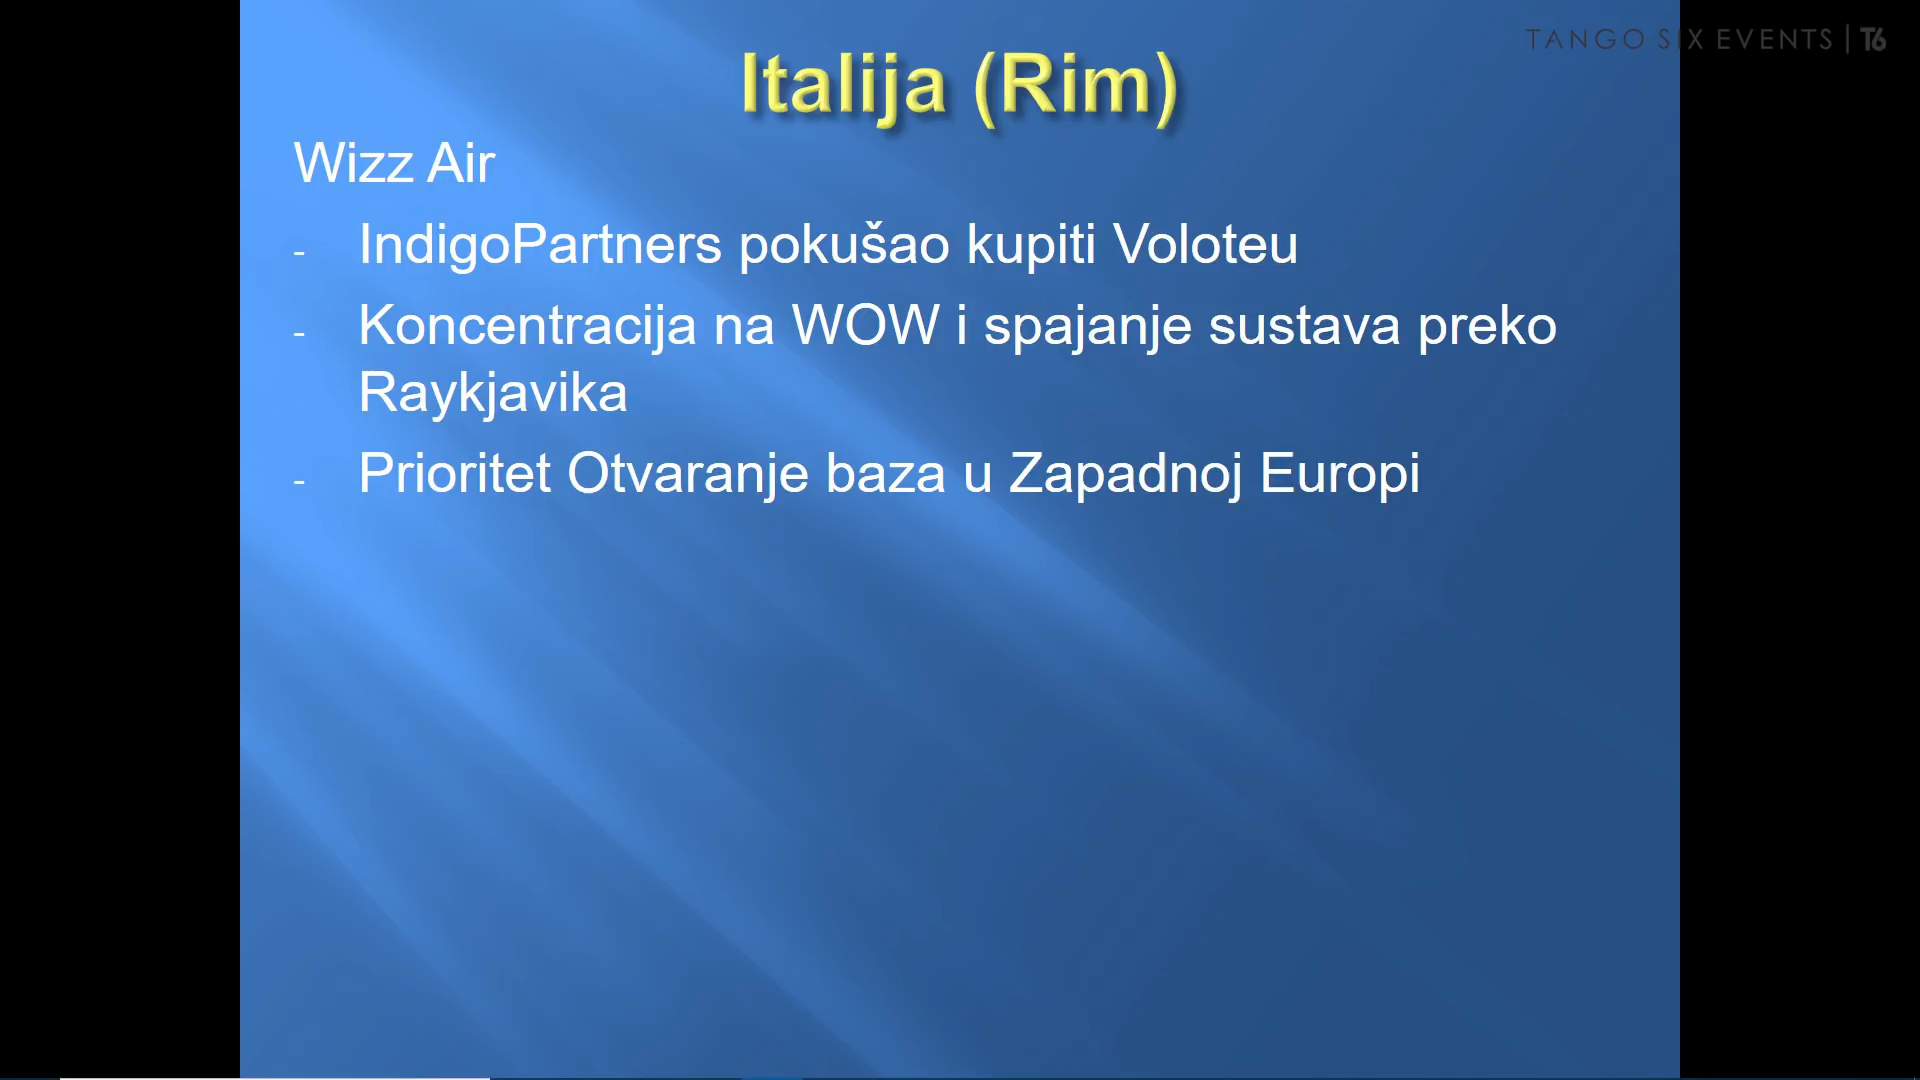 TANGO SIX EVENTS | T6
Italija (Rim)
Wizz Air
- IndigoPartners pokušao kupiti Voloteu
- Koncentracija na WOW i spajanje sustava preko
Raykjavika
- Prioritet Otvaranje baza u Zapadnoj Europi